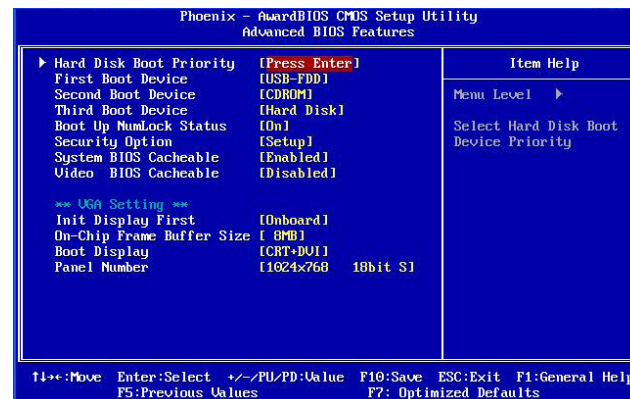 Phoenix - AwardBIOS CMOS Setup Utility
Advanced BIOS Features
Hard Disk Boot Priority [Press Enter]
First Boot Device [USB-FDD]
Second Boot Device [CDROM]
Third Boot Device [Hard Disk]
Boot Up NumLock Status [On]
Security Option [Setup]
System BIOS Cacheable [Enabled]
Video BIOS Cacheable [Disabled]
** VGA Setting **
Init Display First [Onboard]
On-Chip Frame Buffer Size [ 8MB]
Boot Display [CRT+DVI]
Panel Number [1024x768 18bit S]
Item Help
Menu Level ▶
Select Hard Disk Boot
Device Priority
↑↓→←:Move Enter:Select +/-/PU/PD:Value F10:Save ESC:Exit F1:General Help
F5:Previous Values F7: Optimized Defaults